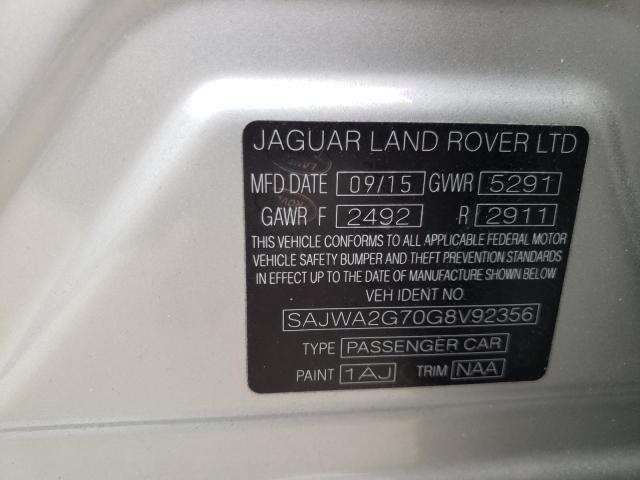 JAGUAR LAND ROVER LTD
MFD DATE 09/15 GVWR 5291
GAWR F 2492 R 2911
THIS VEHICLE CONFORMS TO ALL APPLICABLE FEDERAL MOTOR
VEHICLE SAFETY BUMPER AND THEFT PREVENTION STANDARDS
IN EFFECT UP TO THE DATE OF MANUFACTURE SHOWN BELOW.
VEH IDENT NO
SAJWA2G70G8V92356
TYPE PASSENGER CAR
PAINT 1AJ TRIM NAA